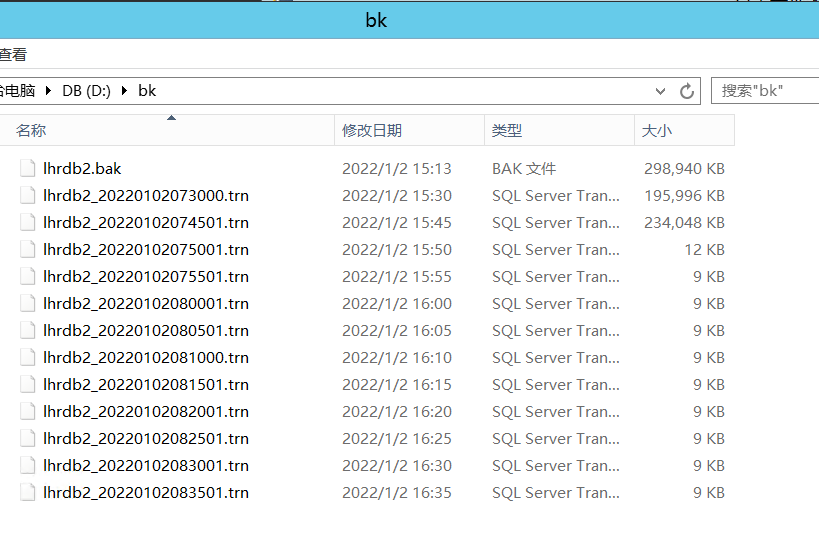 bk
查看
电脑 DB (D:) bk 搜索"bk"
名称 修改日期 类型 大小
lhrdb2.bak 2022/1/2 15:13 BAK 文件 298,940 KB
lhrdb2_20220102073000.trn 2022/1/2 15:30 SQL Server Tran... 195,996 KB
lhrdb2_20220102074501.trn 2022/1/2 15:45 SQL Server Tran... 234,048 KB
lhrdb2_20220102075001.trn 2022/1/2 15:50 SQL Server Tran... 12 KB
lhrdb2_20220102075501.trn 2022/1/2 15:55 SQL Server Tran... 9 KB
lhrdb2_20220102080001.trn 2022/1/2 16:00 SQL Server Tran... 9 KB
lhrdb2_20220102080501.trn 2022/1/2 16:05 SQL Server Tran... 9 KB
lhrdb2_20220102081000.trn 2022/1/2 16:10 SQL Server Tran... 9 KB
lhrdb2_20220102081501.trn 2022/1/2 16:15 SQL Server Tran... 9 KB
lhrdb2_20220102082001.trn 2022/1/2 16:20 SQL Server Tran... 9 KB
lhrdb2_20220102082501.trn 2022/1/2 16:25 SQL Server Tran... 9 KB
lhrdb2_20220102083001.trn 2022/1/2 16:30 SQL Server Tran... 9 KB
lhrdb2_20220102083501.trn 2022/1/2 16:35 SQL Server Tran... 9 KB